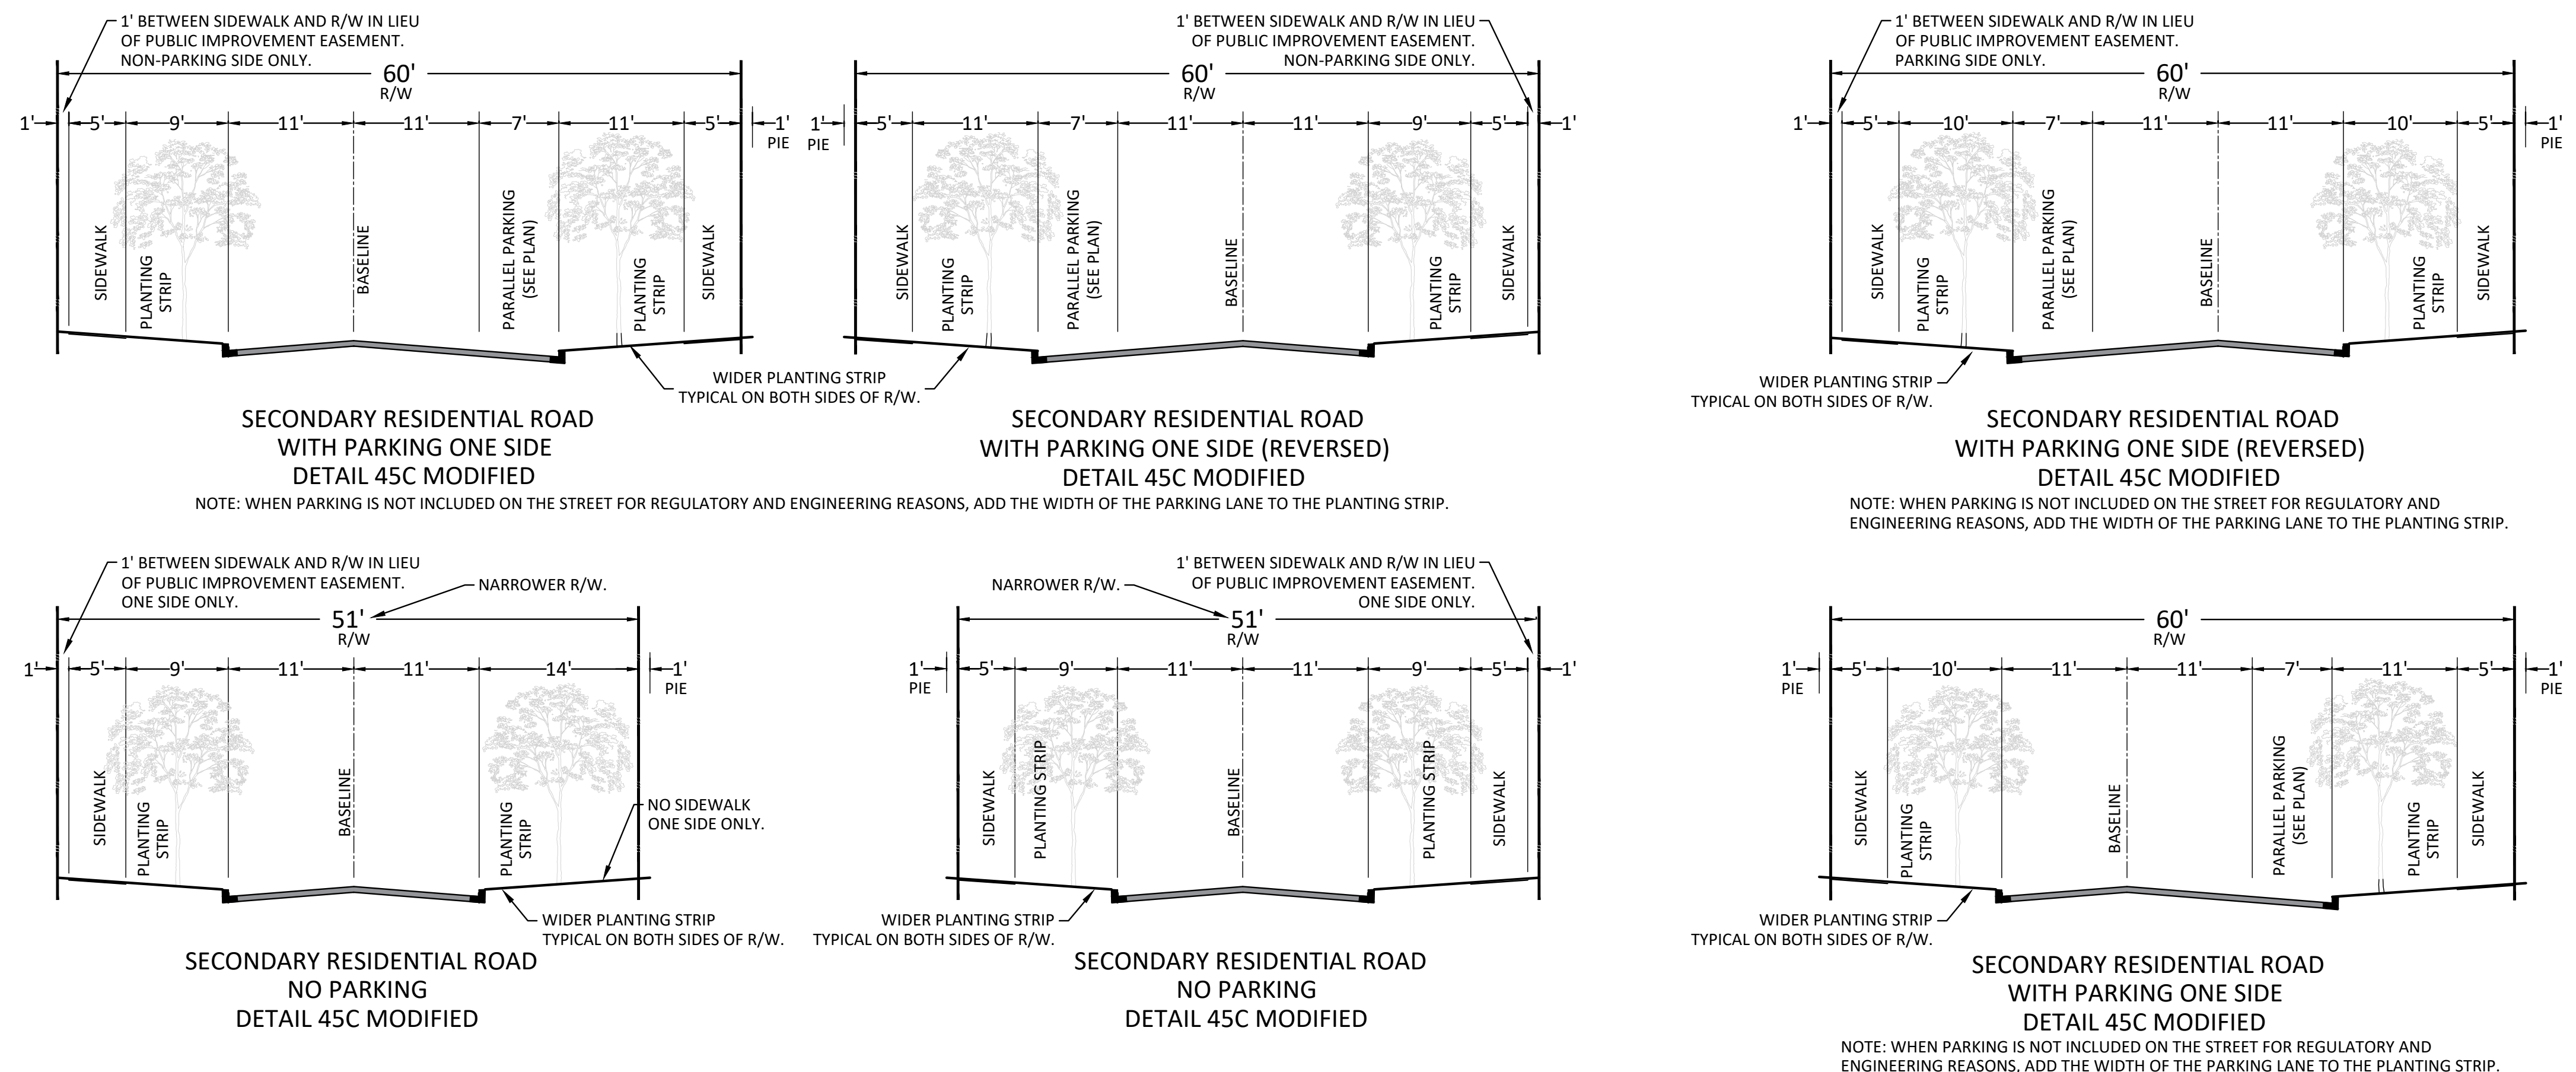 1' BETWEEN SIDEWALK AND R/W IN LIEU
OF PUBLIC IMPROVEMENT EASEMENT.
NON-PARKING SIDE ONLY.
60'
R/W
1' 5' 9' 11' 11' 7' 11' 5' 1'
PIE
SIDEWALK
PLANTING
STRIP
BASELINE
PARALLEL PARKING
(SEE PLAN)
PLANTING
STRIP
SIDEWALK
1' BETWEEN SIDEWALK AND R/W IN LIEU
OF PUBLIC IMPROVEMENT EASEMENT.
NON-PARKING SIDE ONLY.
60'
R/W
1' 5' 11' 7' 11' 11' 9' 5' 1'
PIE
SIDEWALK
PLANTING
STRIP
PARALLEL PARKING
(SEE PLAN)
BASELINE
PLANTING
STRIP
SIDEWALK
WIDER PLANTING STRIP
TYPICAL ON BOTH SIDES OF R/W.
SECONDARY RESIDENTIAL ROAD
WITH PARKING ONE SIDE
DETAIL 45C MODIFIED
SECONDARY RESIDENTIAL ROAD
WITH PARKING ONE SIDE (REVERSED)
DETAIL 45C MODIFIED
NOTE: WHEN PARKING IS NOT INCLUDED ON THE STREET FOR REGULATORY AND ENGINEERING REASONS, ADD THE WIDTH OF THE PARKING LANE TO THE PLANTING STRIP.
1' BETWEEN SIDEWALK AND R/W IN LIEU
OF PUBLIC IMPROVEMENT EASEMENT.
PARKING SIDE ONLY.
60'
R/W
1' 5' 10' 7' 11' 11' 10' 5' 1'
PIE
SIDEWALK
PLANTING
STRIP
PARALLEL PARKING
(SEE PLAN)
BASELINE
PLANTING
STRIP
SIDEWALK
WIDER PLANTING STRIP
TYPICAL ON BOTH SIDES OF R/W.
SECONDARY RESIDENTIAL ROAD
WITH PARKING ONE SIDE (REVERSED)
DETAIL 45C MODIFIED
NOTE: WHEN PARKING IS NOT INCLUDED ON THE STREET FOR REGULATORY AND
ENGINEERING REASONS, ADD THE WIDTH OF THE PARKING LANE TO THE PLANTING STRIP.
1' BETWEEN SIDEWALK AND R/W IN LIEU
OF PUBLIC IMPROVEMENT EASEMENT.
ONE SIDE ONLY.
NARROWER R/W.
51'
R/W
1' 5' 9' 11' 11' 14' 1'
PIE
SIDEWALK
PLANTING
STRIP
BASELINE
PLANTING
STRIP
NO SIDEWALK
ONE SIDE ONLY.
WIDER PLANTING STRIP
TYPICAL ON BOTH SIDES OF R/W.
SECONDARY RESIDENTIAL ROAD
NO PARKING
DETAIL 45C MODIFIED
1' BETWEEN SIDEWALK AND R/W IN LIEU
OF PUBLIC IMPROVEMENT EASEMENT.
ONE SIDE ONLY.
NARROWER R/W.
51'
R/W
1' 5' 9' 11' 11' 9' 5' 1'
PIE
SIDEWALK
PLANTING STRIP
BASELINE
PLANTING STRIP
SIDEWALK
WIDER PLANTING STRIP
TYPICAL ON BOTH SIDES OF R/W.
SECONDARY RESIDENTIAL ROAD
NO PARKING
DETAIL 45C MODIFIED
60'
R/W
1' 5' 10' 11' 11' 7' 11' 5' 1'
PIE
PIE
SIDEWALK
PLANTING
STRIP
BASELINE
PARALLEL PARKING
(SEE PLAN)
PLANTING
STRIP
SIDEWALK
WIDER PLANTING STRIP
TYPICAL ON BOTH SIDES OF R/W.
SECONDARY RESIDENTIAL ROAD
WITH PARKING ONE SIDE
DETAIL 45C MODIFIED
NOTE: WHEN PARKING IS NOT INCLUDED ON THE STREET FOR REGULATORY AND
ENGINEERING REASONS, ADD THE WIDTH OF THE PARKING LANE TO THE PLANTING STRIP.